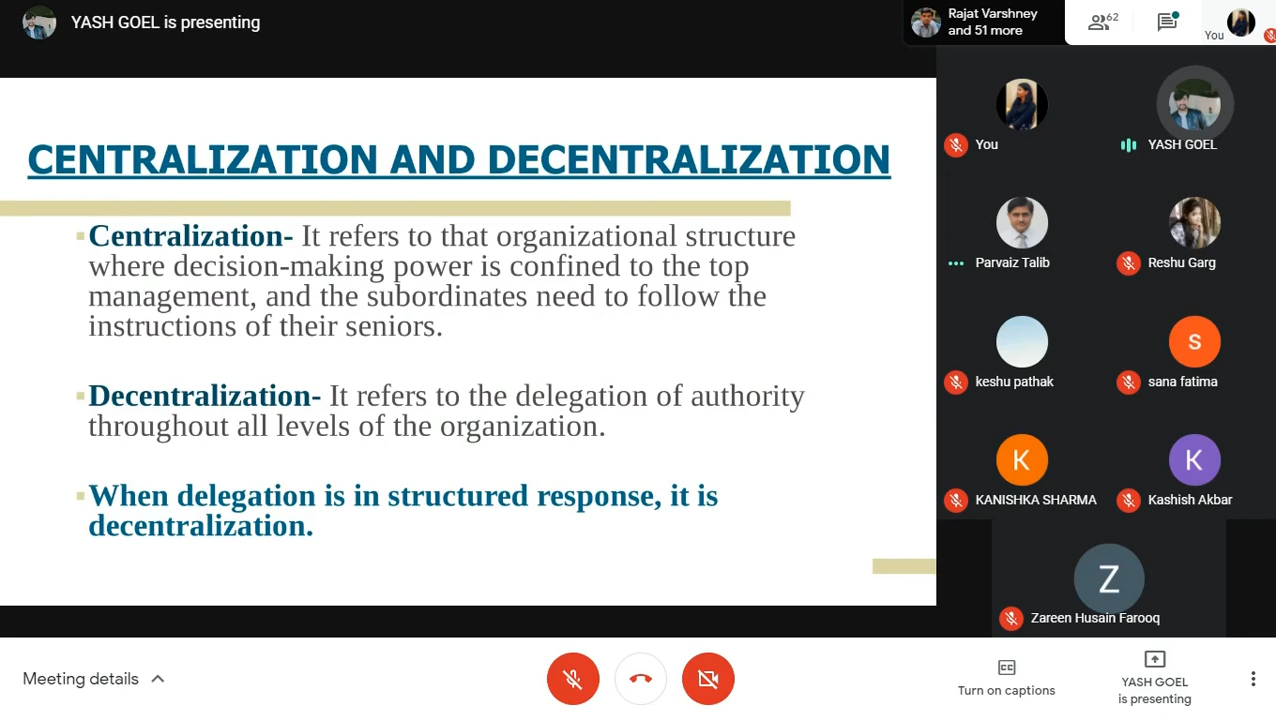 YASH GOEL is presenting
Rajat Varshney
and 51 more
62
You
CENTRALIZATION AND DECENTRALIZATION
Centralization- It refers to that organizational structure
where decision-making power is confined to the top
management, and the subordinates need to follow the
instructions of their seniors.
Decentralization- It refers to the delegation of authority
throughout all levels of the organization.
When delegation is in structured response, it is
decentralization.
You
YASH GOEL
Parvaiz Talib
Reshu Garg
keshu pathak
s
sana fatima
K
KANISHKA SHARMA
K
Kashish Akbar
Z
Zareen Husain Farooq
Meeting details
CC
Turn on captions
YASH GOEL
is presenting